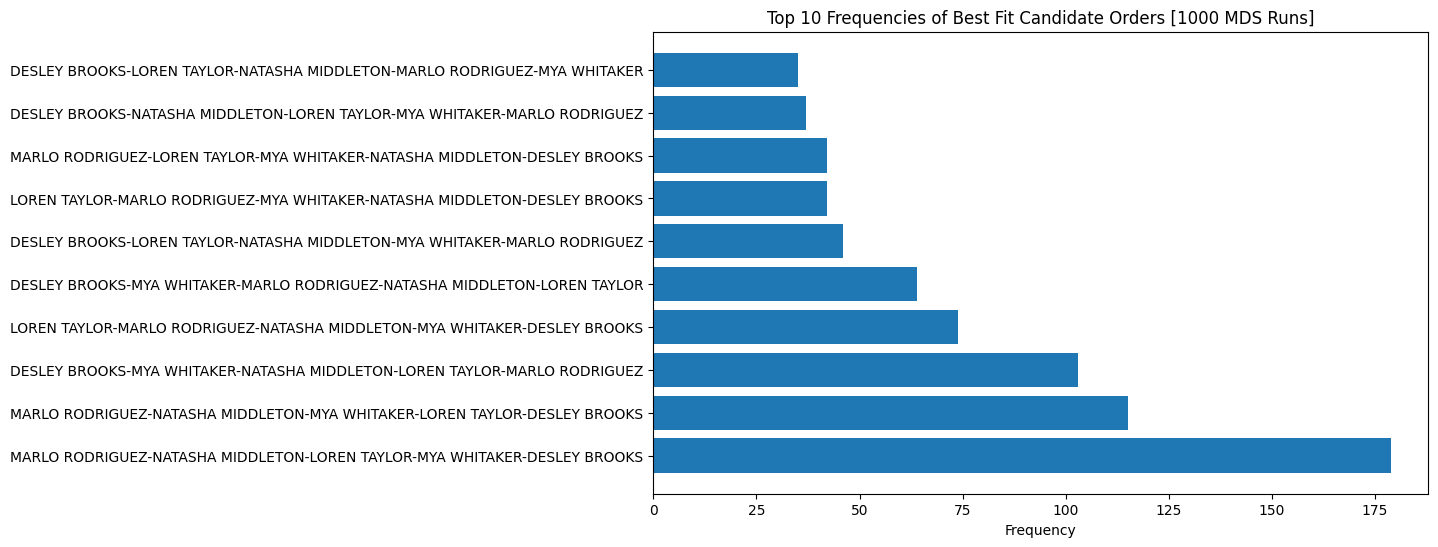 Top 10 Frequencies of Best Fit Candidate Orders [1000 MDS Runs]
DESLEY BROOKS-LOREN TAYLOR-NATASHA MIDDLETON-MARLO RODRIGUEZ-MYA WHITAKER
DESLEY BROOKS-NATASHA MIDDLETON-LOREN TAYLOR-MYA WHITAKER-MARLO RODRIGUEZ
MARLO RODRIGUEZ-LOREN TAYLOR-MYA WHITAKER-NATASHA MIDDLETON-DESLEY BROOKS
LOREN TAYLOR-MARLO RODRIGUEZ-MYA WHITAKER-NATASHA MIDDLETON-DESLEY BROOKS
DESLEY BROOKS-LOREN TAYLOR-NATASHA MIDDLETON-MYA WHITAKER-MARLO RODRIGUEZ
DESLEY BROOKS-MYA WHITAKER-MARLO RODRIGUEZ-NATASHA MIDDLETON-LOREN TAYLOR
LOREN TAYLOR-MARLO RODRIGUEZ-NATASHA MIDDLETON-MYA WHITAKER-DESLEY BROOKS
DESLEY BROOKS-MYA WHITAKER-NATASHA MIDDLETON-LOREN TAYLOR-MARLO RODRIGUEZ
MARLO RODRIGUEZ-NATASHA MIDDLETON-MYA WHITAKER-LOREN TAYLOR-DESLEY BROOKS
MARLO RODRIGUEZ-NATASHA MIDDLETON-LOREN TAYLOR-MYA WHITAKER-DESLEY BROOKS
0 25 50 75 100 125 150 175
Frequency